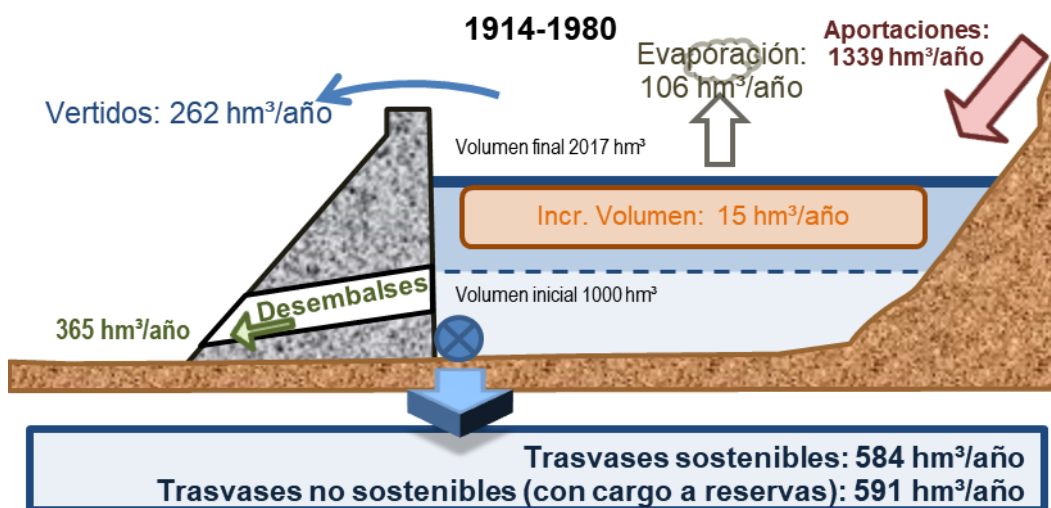 1914-1980
Aportaciones:
1339 hm³/año
Evaporación:
106 hm³/año
Vertidos: 262 hm³/año
Volumen final 2017 hm³
Incr. Volumen: 15 hm³/año
Volumen inicial 1000 hm³
Desembalses
365 hm³/año
Trasvases sostenibles: 584 hm³/año
Trasvases no sostenibles (con cargo a reservas): 591 hm³/año